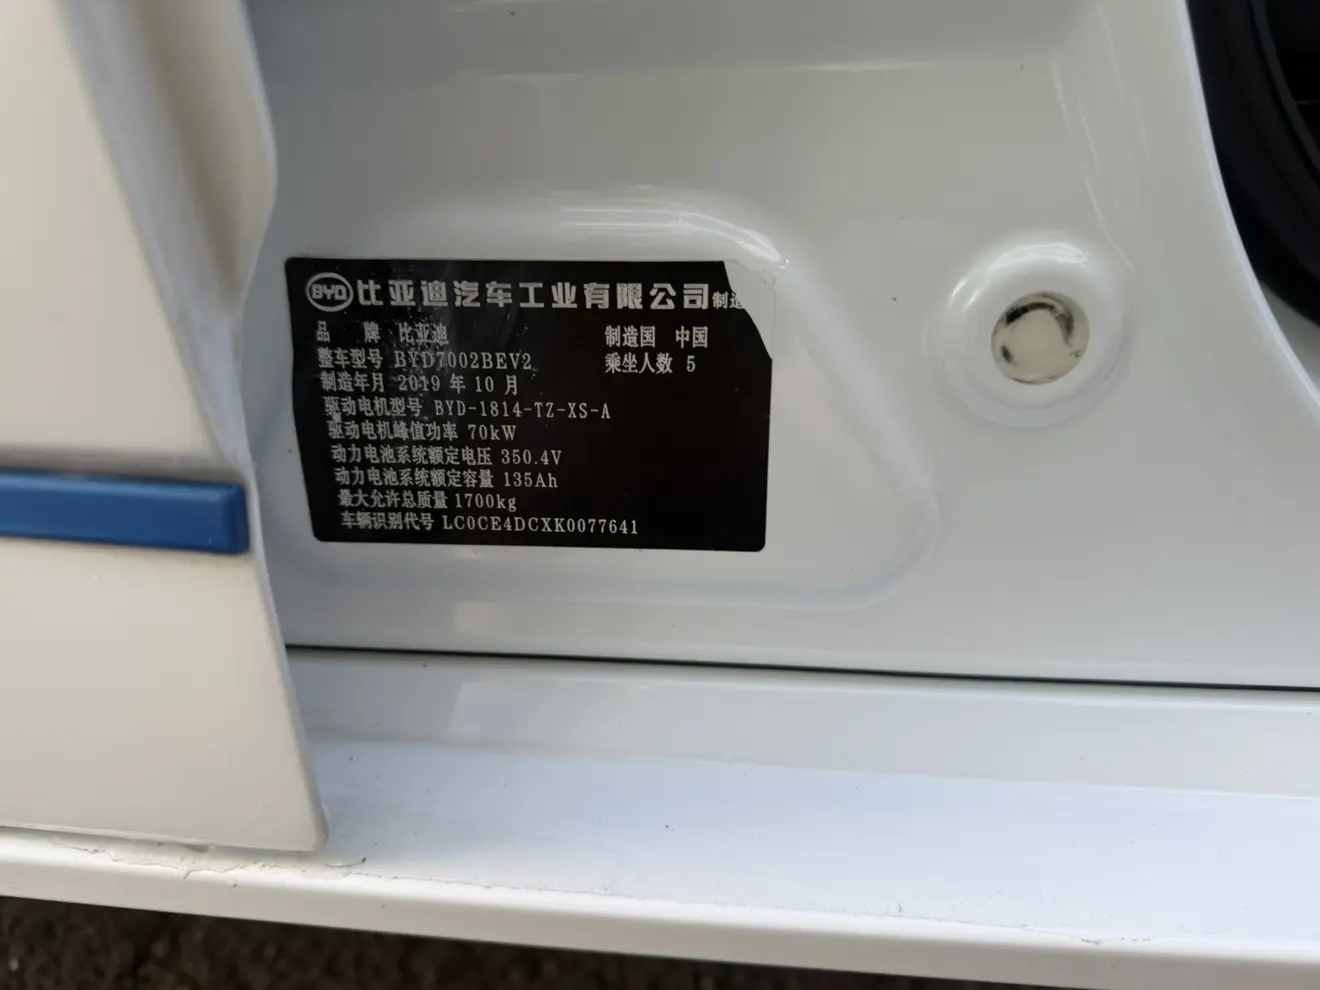 BYD 比亚迪汽车工业有限公司制造
品 牌 比亚迪 制造国 中国
整车型号 BYD7002BEV2 乘坐人数 5
制造年月 2019 年 10 月
驱动电机型号 BYD-1814-TZ-XS-A
驱动电机峰值功率 70kW
动力电池系统额定电压 350.4V
动力电池系统额定容量 135Ah
最大允许总质量 1700kg
车辆识别代号 LC0CE4DCXK0077641